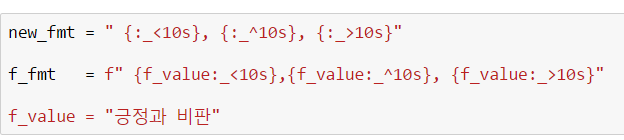 new_fmt = " {:_<10s}, {:_^10s}, {:_>10s}"
f_fmt   = f" {f_value:_<10s},{f_value:_^10s}, {f_value:_>10s}"
f_value = "긍정과 비판"